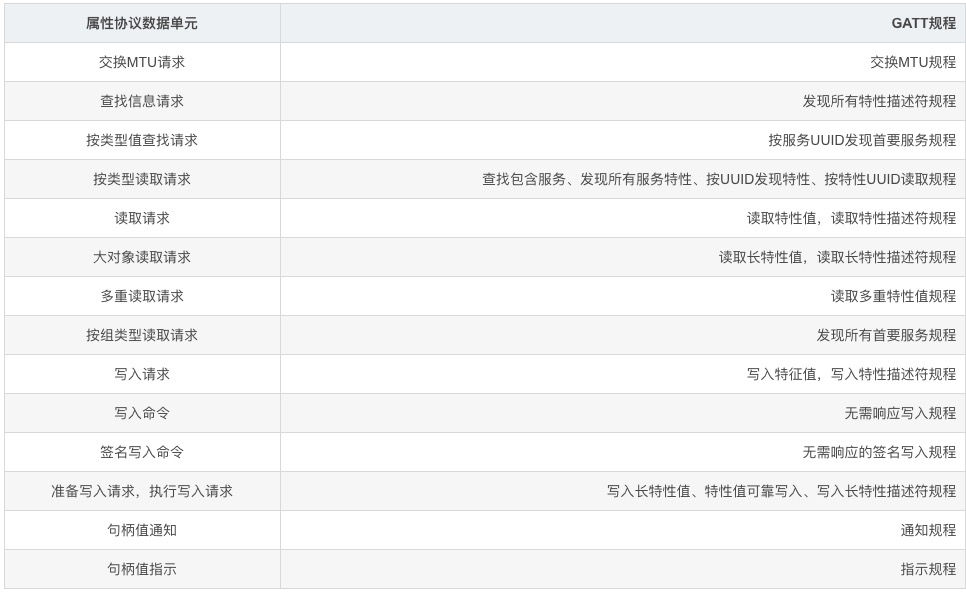 属性协议数据单元 GATT规程
交换MTU请求 交换MTU规程
查找信息请求 发现所有特性描述符规程
按类型值查找请求 按服务UUID发现首要服务规程
按类型读取请求 查找包含服务、发现所有服务特性、按UUID发现特性、按特性UUID读取规程
读取请求 读取特性值，读取特性描述符规程
大对象读取请求 读取长特性值，读取长特性描述符规程
多重读取请求 读取多重特性值规程
按组类型读取请求 发现所有首要服务规程
写入请求 写入特征值，写入特性描述符规程
写入命令 无需响应写入规程
签名写入命令 无需响应的签名写入规程
准备写入请求，执行写入请求 写入长特性值、特性值可靠写入、写入长特性描述符规程
句柄值通知 通知规程
句柄值指示 指示规程